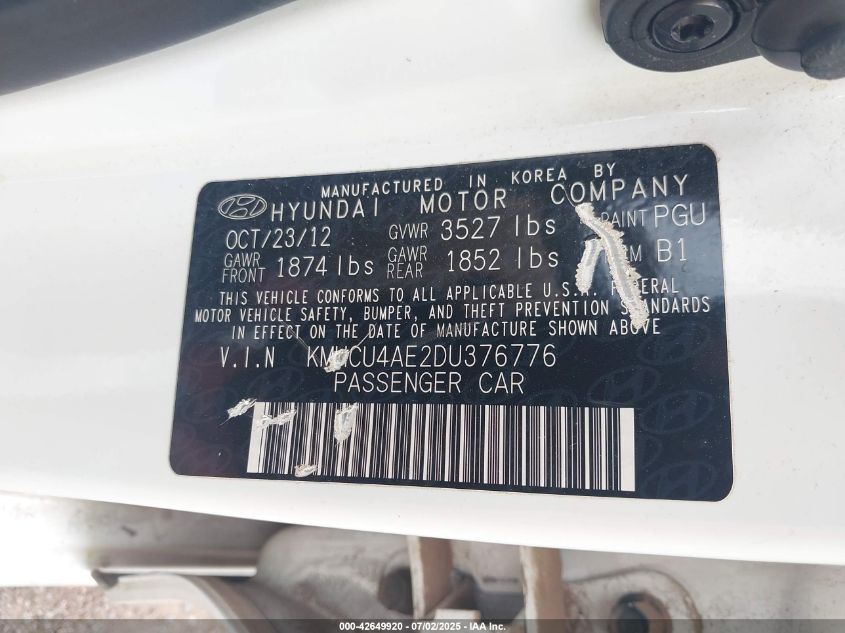 MANUFACTURED IN KOREA BY
HYUNDAI MOTOR COMPANY
OCT/23/12 GVWR 3527 lbs PAINT PGU
GAWR FRONT 1874 lbs GAWR REAR 1852 lbs B1
THIS VEHICLE CONFORMS TO ALL APPLICABLE U.S.A. FEDERAL
MOTOR VEHICLE SAFETY, BUMPER, AND THEFT PREVENTION STANDARDS
IN EFFECT ON THE DATE OF MANUFACTURE SHOWN ABOVE
V.I.N
PASSENGER CAR
000-42649920 - 07/02/2025 - IAA Inc.